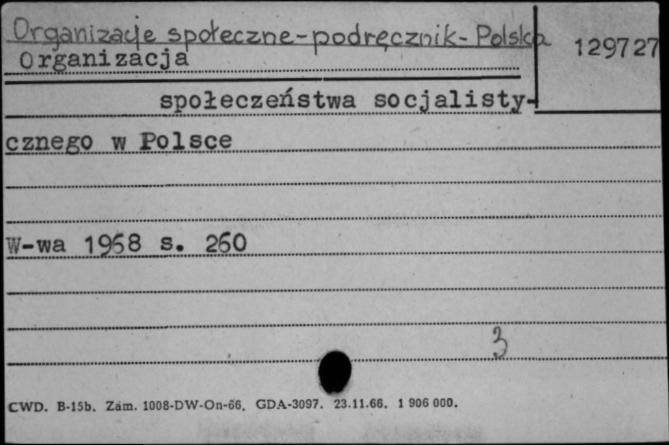 Organizacje społeczne-podręcznik-Polska
129727
Organizacja
społeczeństwa socjalisty-
cznego w Polsce
W-wa 1968 s. 260
3
CWD. B-15b. Zam. 1008-DW-On-66. GDA-3097. 23.11.66. 1 906 000.